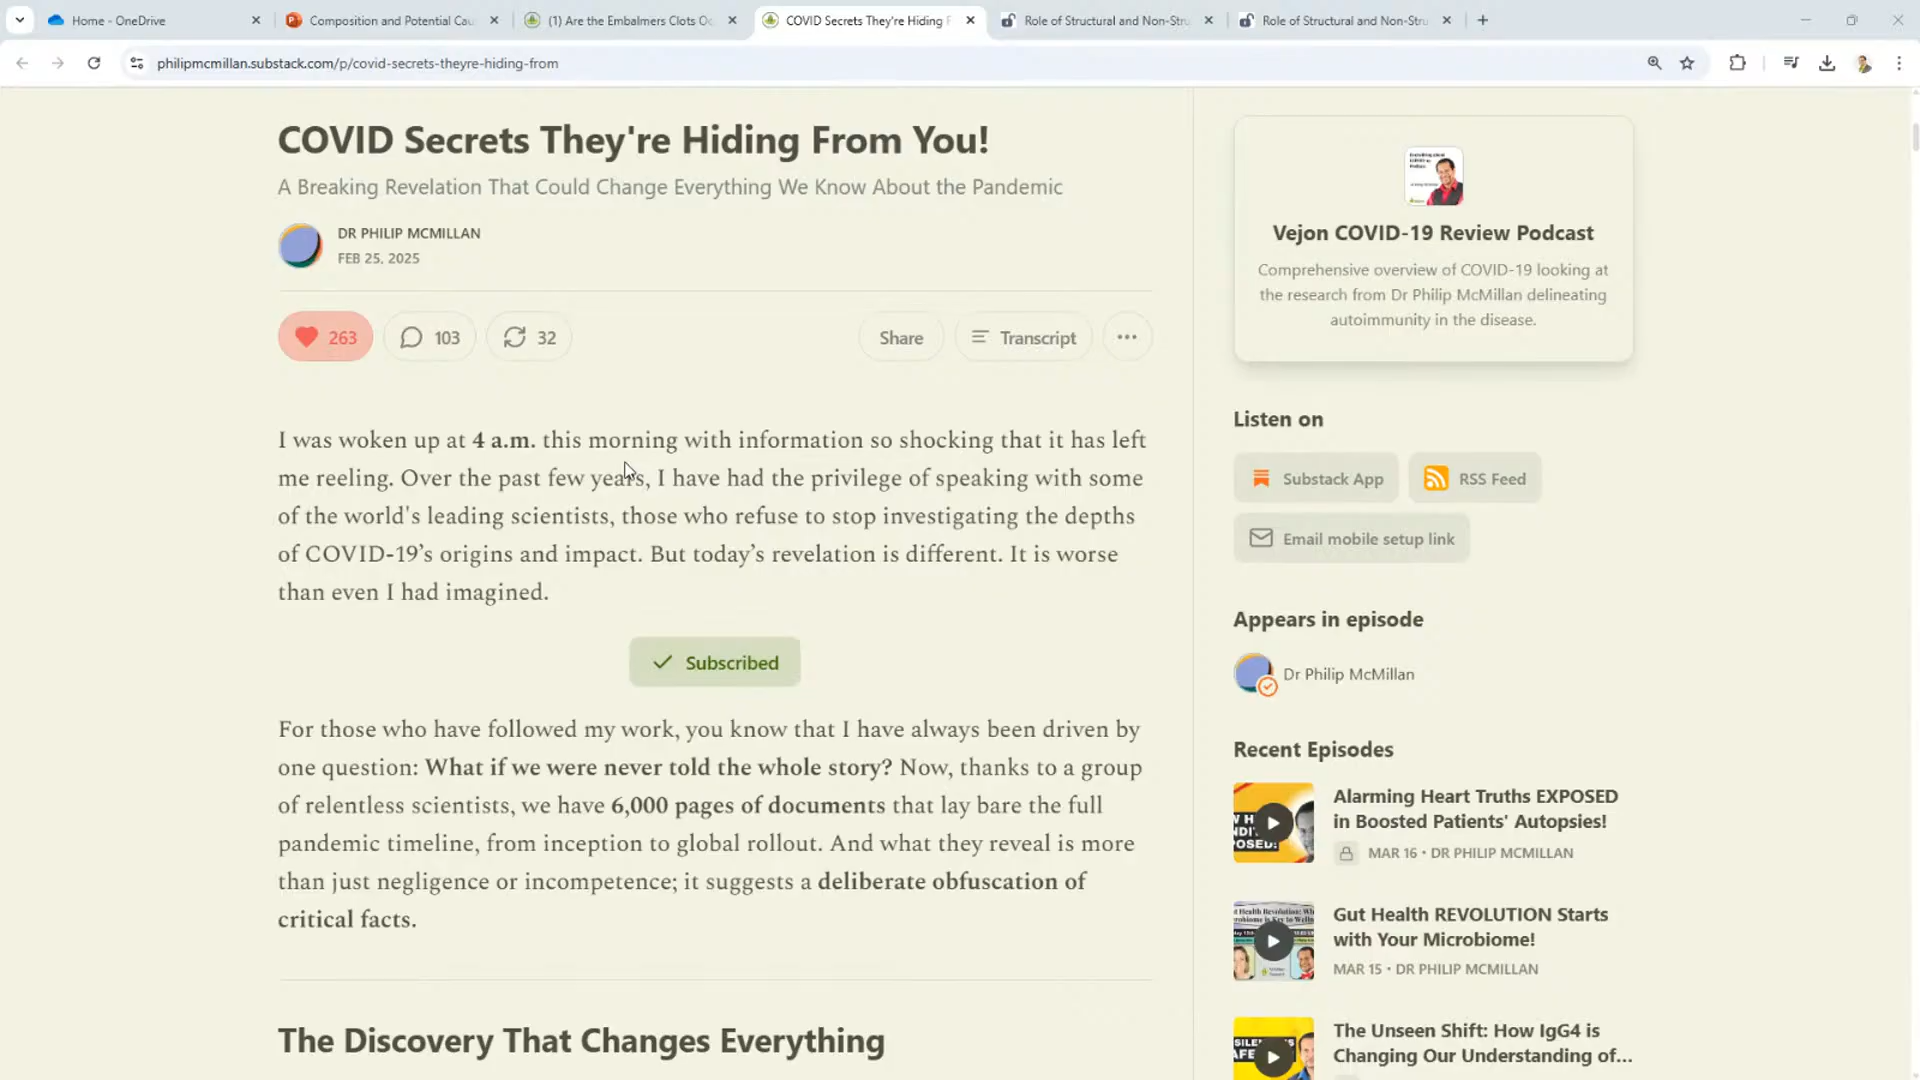 Home - OneDrive
Composition and Potential Cau
(1) Are the Embalmers Clots Oc
COVID Secrets They're Hiding F
Role of Structural and Non-Stru
Role of Structural and Non-Stru
philipmcmillan.substack.com/p/covid-secrets-theyre-hiding-from
COVID Secrets They're Hiding From You!
A Breaking Revelation That Could Change Everything We Know About the Pandemic
DR PHILIP MCMILLAN
FEB 25, 2025
263
103
32
Share
Transcript
I was woken up at 4 a.m. this morning with information so shocking that it has left
me reeling. Over the past few years, I have had the privilege of speaking with some
of the world's leading scientists, those who refuse to stop investigating the depths
of COVID-19’s origins and impact. But today’s revelation is different. It is worse
than even I had imagined.
Subscribed
For those who have followed my work, you know that I have always been driven by
one question: What if we were never told the whole story? Now, thanks to a group
of relentless scientists, we have 6,000 pages of documents that lay bare the full
pandemic timeline, from inception to global rollout. And what they reveal is more
than just negligence or incompetence; it suggests a deliberate obfuscation of
critical facts.
The Discovery That Changes Everything
Vejon COVID-19 Review Podcast
Comprehensive overview of COVID-19 looking at
the research from Dr Philip McMillan delineating
autoimmunity in the disease.
Listen on
Substack App
RSS Feed
Email mobile setup link
Appears in episode
Dr Philip McMillan
Recent Episodes
Alarming Heart Truths EXPOSED
in Boosted Patients' Autopsies!
MAR 16 • DR PHILIP MCMILLAN
Gut Health REVOLUTION Starts
with Your Microbiome!
MAR 15 • DR PHILIP MCMILLAN
The Unseen Shift: How IgG4 is
Changing Our Understanding of...